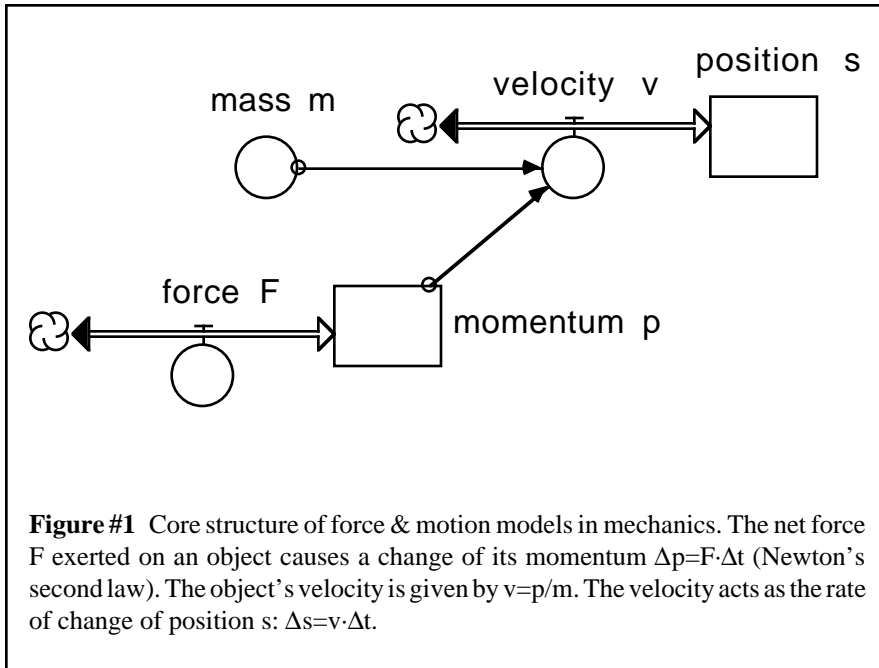 position s
velocity v
mass m
force F
momentum p
Figure #1 Core structure of force & motion models in mechanics. The net force
F exerted on an object causes a change of its momentum Δp=F·Δt (Newton’s
second law). The object’s velocity is given by v=p/m. The velocity acts as the rate
of change of position s: Δs=v·Δt.